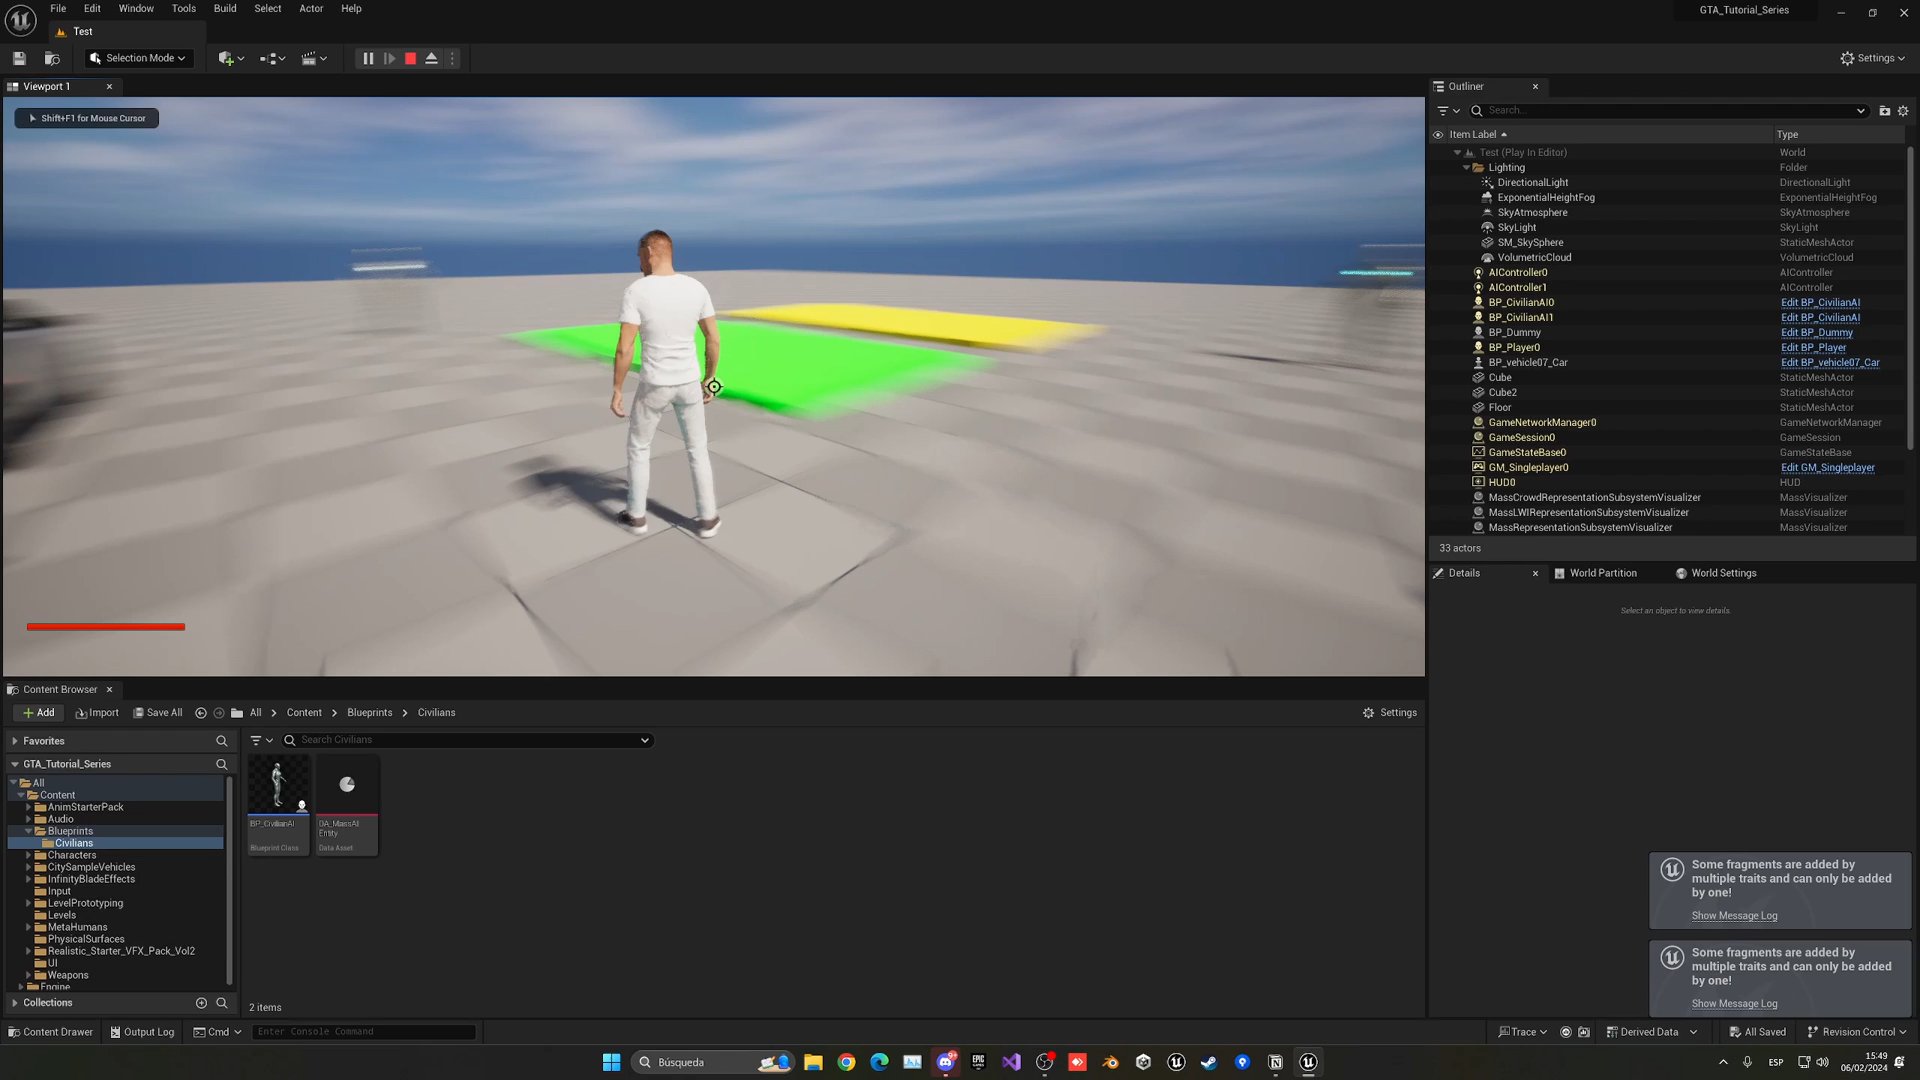 File Edit Window Tools Build Select Actor Help
GTA_Tutorial_Series
Test
Selection Mode
Settings
Viewport 1
Shift+F1 for Mouse Cursor
Outliner
Search...
Item Label Type
Test (Play In Editor) World
Lighting Folder
DirectionalLight DirectionalLight
ExponentialHeightFog ExponentialHeightFog
SkyAtmosphere SkyAtmosphere
SkyLight SkyLight
SM_SkySphere StaticMeshActor
VolumetricCloud VolumetricCloud
AIController0 AIController
AIController1 AIController
BP_CivilianAI0 Edit BP_CivilianAI
BP_CivilianAI1 Edit BP_CivilianAI
BP_Dummy Edit BP_Dummy
BP_Player0 Edit BP_Player
BP_vehicle07_Car Edit BP_vehicle07_Car
Cube StaticMeshActor
Cube2 StaticMeshActor
Floor StaticMeshActor
GameNetworkManager0 GameNetworkManager
GameSession0 GameSession
GameStateBase0 GameStateBase
GM_Singleplayer0 Edit GM_Singleplayer
HUD0 HUD
MassCrowdRepresentationSubsystemVisualizer MassVisualizer
MassLWIRepresentationSubsystemVisualizer MassVisualizer
MassRepresentationSubsystemVisualizer MassVisualizer
33 actors
Details World Partition World Settings
Select an object to view details.
Content Browser
Add Import Save All All Content Blueprints Civilians Settings
Favorites
Search Civilians
GTA_Tutorial_Series
All
Content
AnimStarterPack
Audio
Blueprints
Civilians
Characters
CitySampleVehicles
InfinityBladeEffects
Input
LevelPrototyping
Levels
MetaHumans
PhysicalSurfaces
Realistic_Starter_VFX_Pack_Vol2
UI
Weapons
Engine
Collections
BP_CivilianAI
Blueprint Class
DA_MassAI
Entity
Data Asset
2 items
Some fragments are added by
multiple traits and can only be added
by one!
Show Message Log
Some fragments are added by
multiple traits and can only be added
by one!
Show Message Log
Content Drawer Output Log Cmd Enter Console Command
Trace Derived Data All Saved Revision Control
Búsqueda
EPIC
GAMES
ESP
15:49
06/02/2024